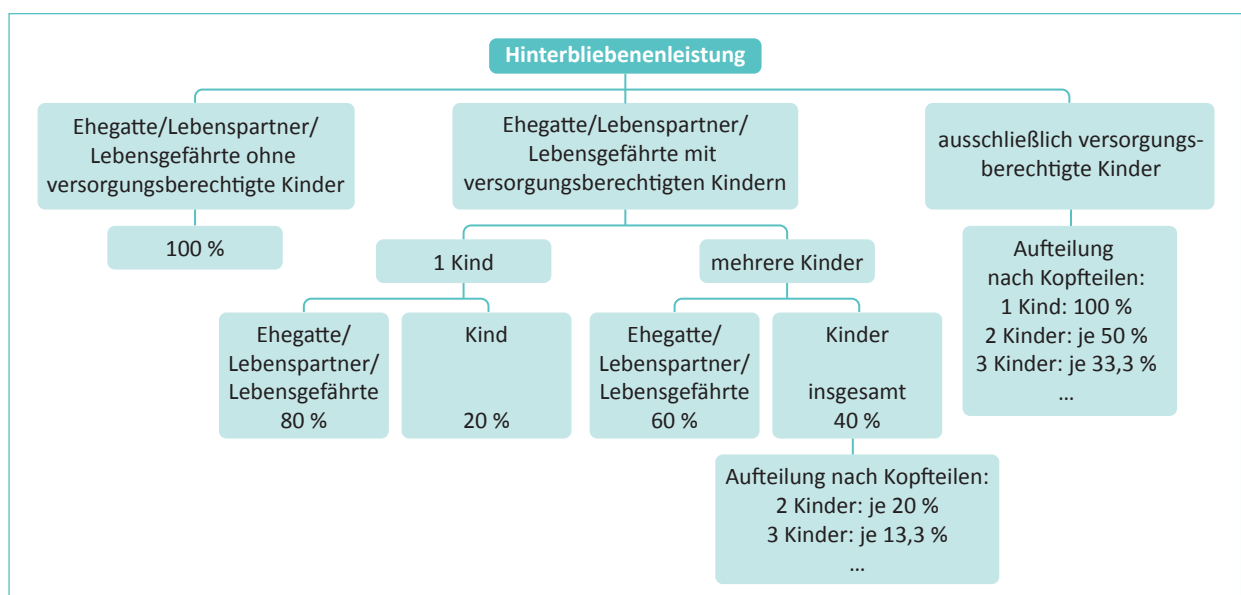 Hinterbliebenenleistung
Ehegatte/Lebenspartner/
Lebensgefährte ohne
versorgungsberechtigte Kinder
100 %
Ehegatte/Lebenspartner/
Lebensgefährte mit
versorgungsberechtigten Kindern
1 Kind
Ehegatte/
Lebenspartner/
Lebensgefährte
80 %
Kind
20 %
mehrere Kinder
Ehegatte/
Lebenspartner/
Lebensgefährte
60 %
Kinder
insgesamt
40 %
Aufteilung nach Kopfteilen:
2 Kinder: je 20 %
3 Kinder: je 13,3 %
...
ausschließlich versorgungs-
berechtigte Kinder
Aufteilung
nach Kopfteilen:
1 Kind: 100 %
2 Kinder: je 50 %
3 Kinder: je 33,3 %
...